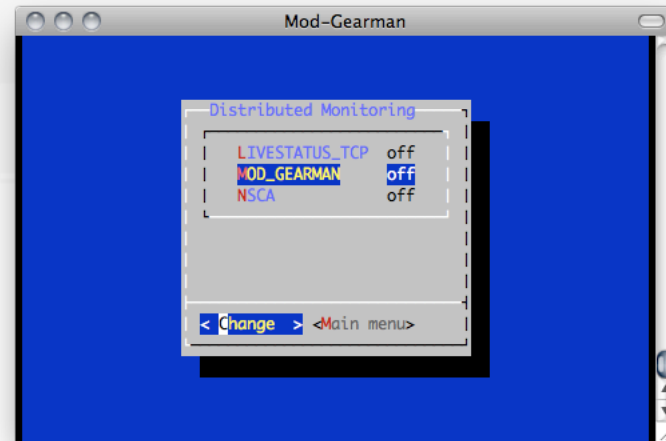 Mod-Gearman
Distributed Monitoring
LIVESTATUS_TCP off
MOD_GEARMAN off
NSCA off
< Change > <Main menu>